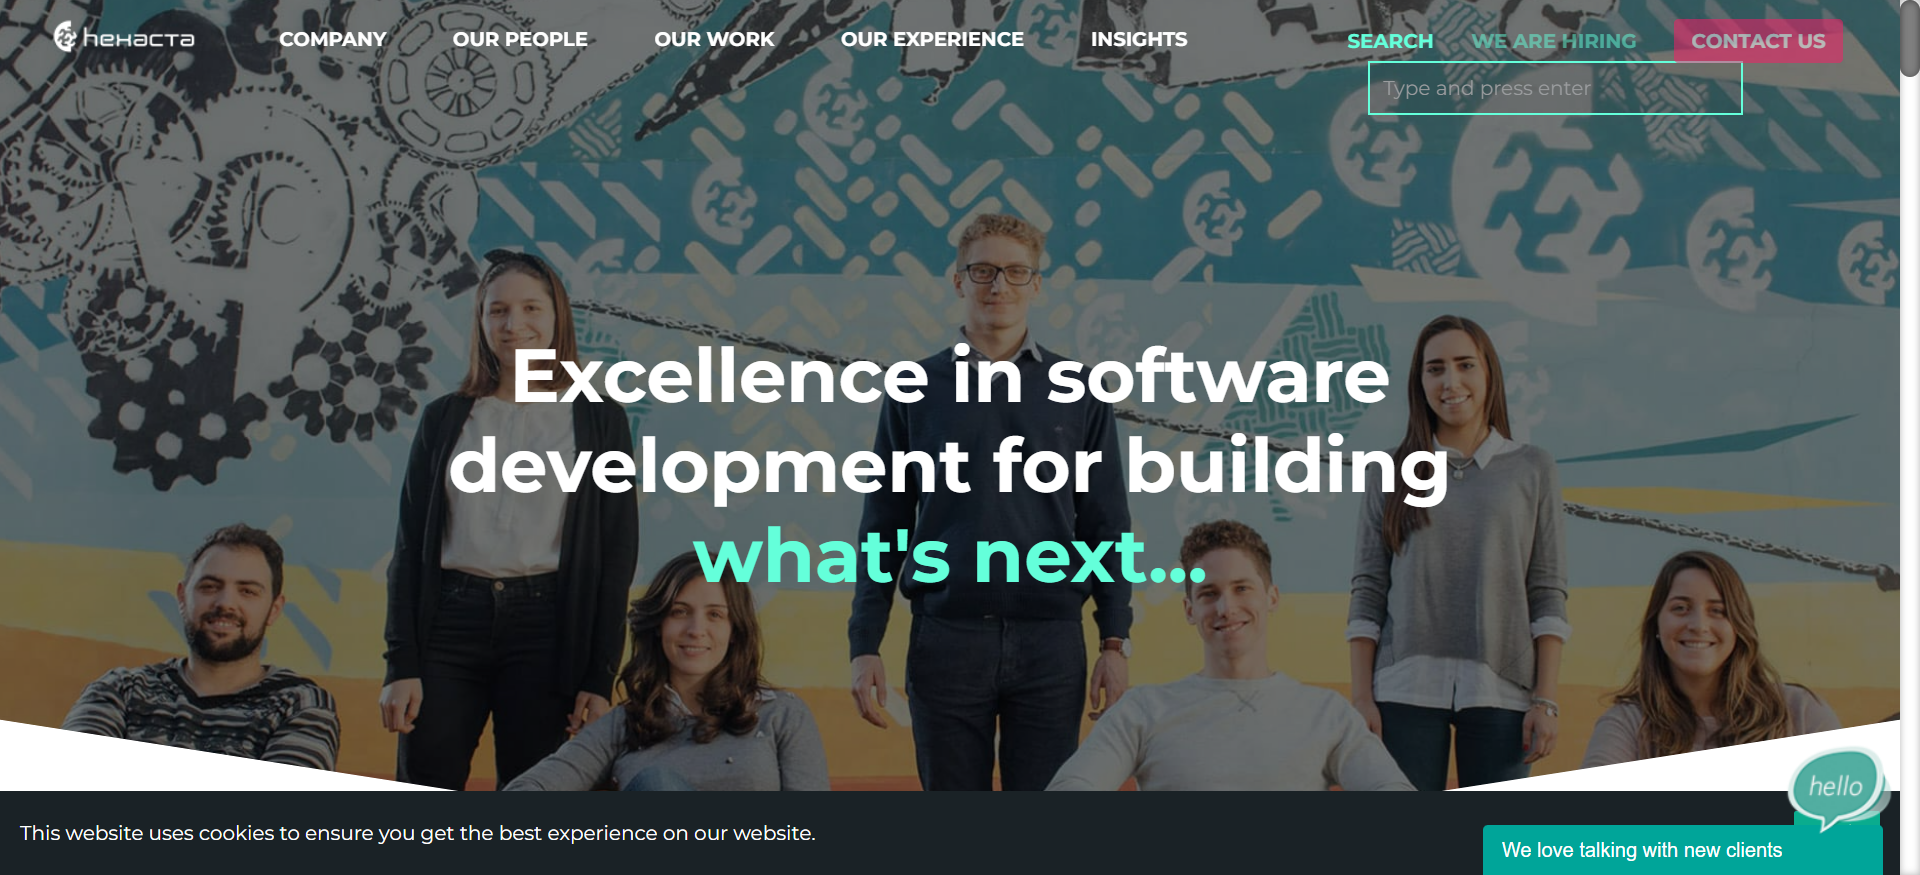 hexacta
COMPANY
OUR PEOPLE
OUR WORK
OUR EXPERIENCE
INSIGHTS
SEARCH
WE ARE HIRING
CONTACT US
Type and press enter
Excellence in software
development for building
what's next...
hello
This website uses cookies to ensure you get the best experience on our website.
We love talking with new clients